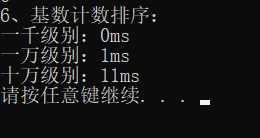 6、基数计数排序：
一千级别：0ms
一万级别：1ms
十万级别：11ms
请按任意键继续. . .